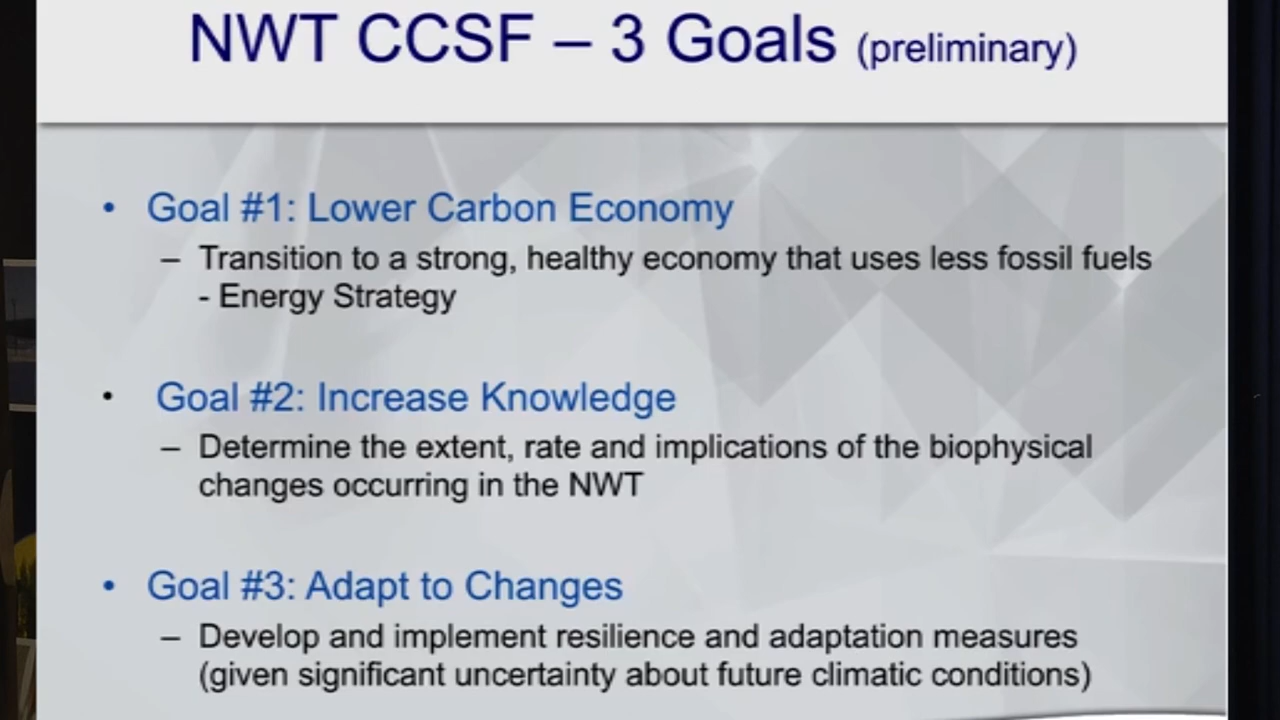 NWT CCSF – 3 Goals (preliminary)
• Goal #1: Lower Carbon Economy
– Transition to a strong, healthy economy that uses less fossil fuels
- Energy Strategy
• Goal #2: Increase Knowledge
– Determine the extent, rate and implications of the biophysical
changes occurring in the NWT
• Goal #3: Adapt to Changes
– Develop and implement resilience and adaptation measures
(given significant uncertainty about future climatic conditions)